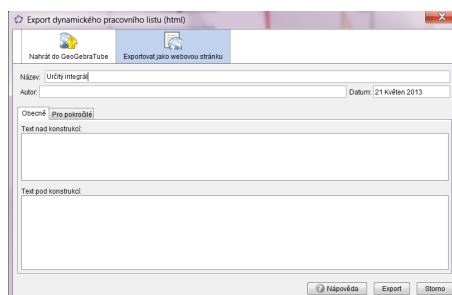 Export dynamického pracovního listu (html)
X
Nahrát do GeoGebraTube
Exportovat jako webovou stránku
Název: Určitý integrál
Autor:
Datum: 21 Květen 2013
Obecné
Pro pokročilé
Text nad konstrukcí:
Text pod konstrukcí:
? Nápověda
Export
Storno